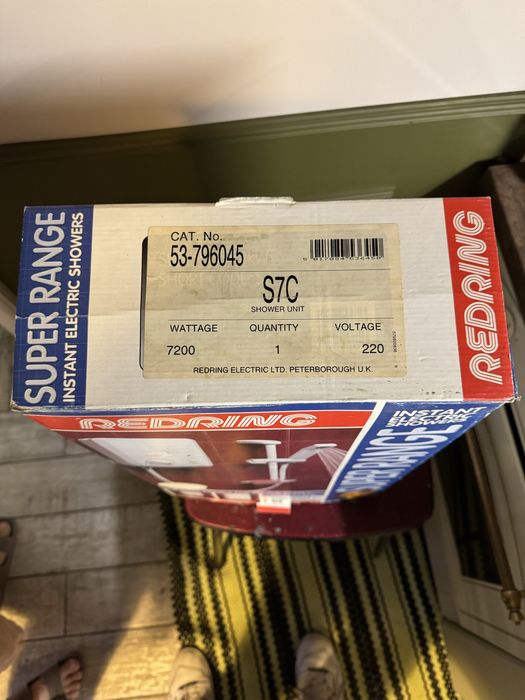 SUPER RANGE
INSTANT ELECTRIC SHOWERS
CAT. No.
53-796045
S7C
SHOWER UNIT
WATTAGE QUANTITY VOLTAGE
7200 1 220
REDRING ELECTRIC LTD. PETERBOROUGH U.K.
REDRING
REDRING
INSTANT
ELECTRIC
SHOWERS
SUPER RANGE